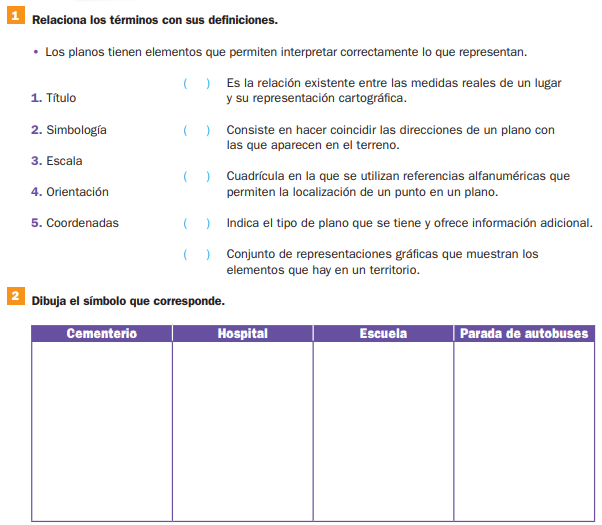 1 Relaciona los términos con sus definiciones.
• Los planos tienen elementos que permiten interpretar correctamente lo que representan.
1. Título
2. Simbología
3. Escala
4. Orientación
5. Coordenadas
( ) Es la relación existente entre las medidas reales de un lugar
y su representación cartográfica.
( ) Consiste en hacer coincidir las direcciones de un plano con
las que aparecen en el terreno.
( ) Cuadrícula en la que se utilizan referencias alfanuméricas que
permiten la localización de un punto en un plano.
( ) Indica el tipo de plano que se tiene y ofrece información adicional.
( ) Conjunto de representaciones gráficas que muestran los
elementos que hay en un territorio.
2 Dibuja el símbolo que corresponde.
Cementerio Hospital Escuela Parada de autobuses